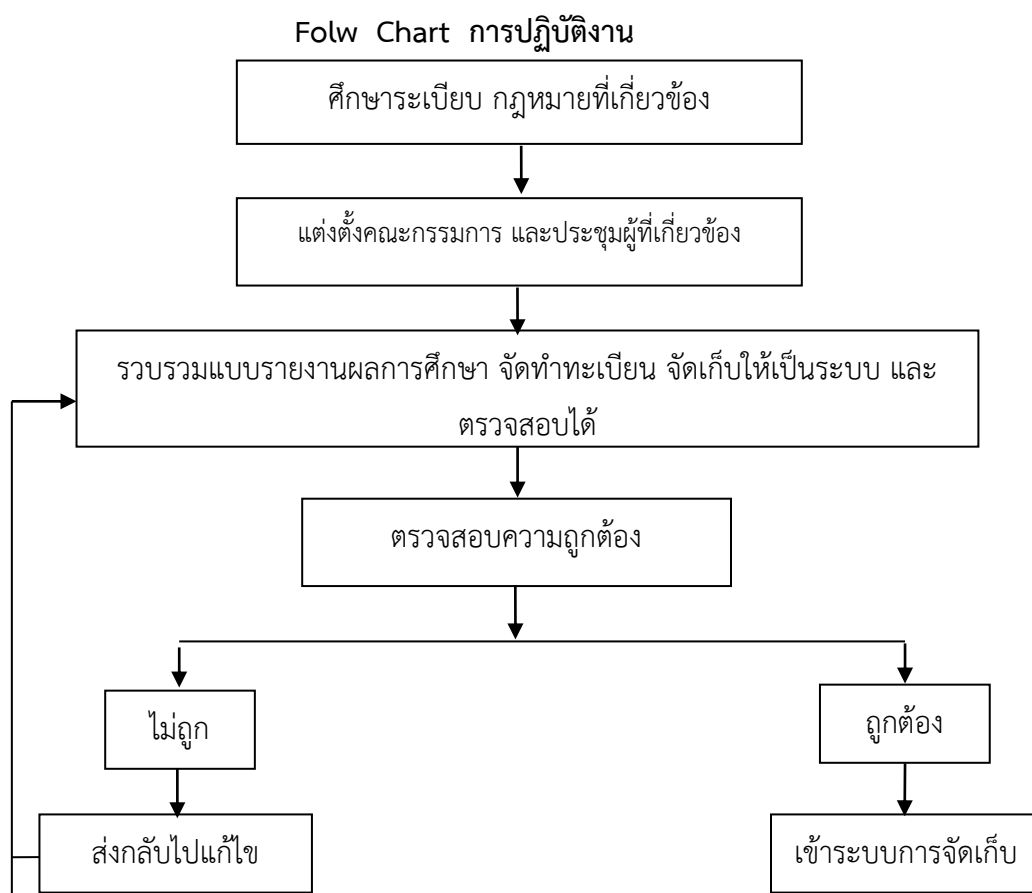 Folw Chart การปฏิบัติงาน
ศึกษาระเบียบ กฎหมายที่เกี่ยวข้อง
แต่งตั้งคณะกรรมการ และประชุมผู้ที่เกี่ยวข้อง
รวบรวมแบบรายงานผลการศึกษา จัดทำทะเบียน จัดเก็บให้เป็นระบบ และ
ตรวจสอบได้
ตรวจสอบความถูกต้อง
ไม่ถูก
ถูกต้อง
ส่งกลับไปแก้ไข
เข้าระบบการจัดเก็บ